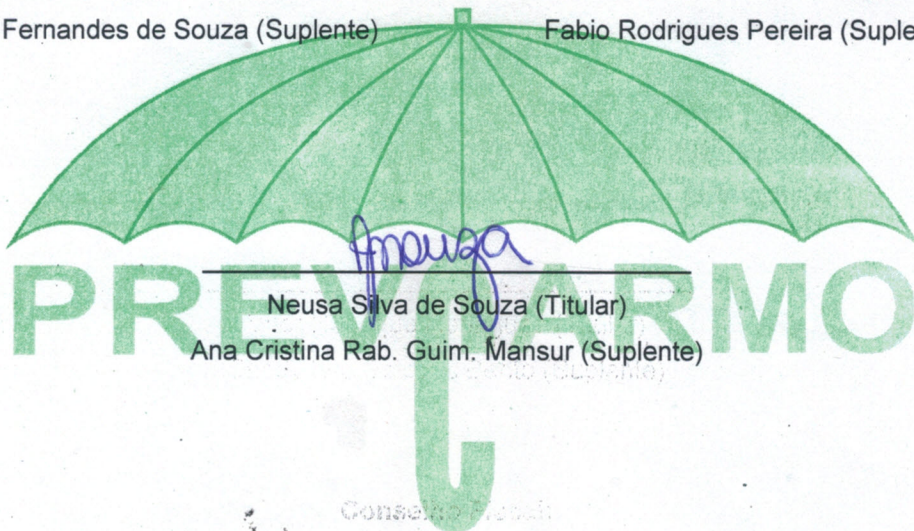 Fernandes de Souza (Suplente) Fabio Rodrigues Pereira (Suple
Neusa Silva de Souza (Titular)
PREVCARMO
Ana Cristina Rab. Guim. Mansur (Suplente)
(Suplente)